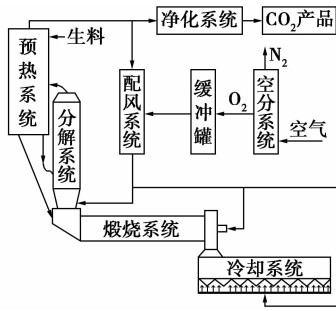 净化系统
CO₂产品
生料
预热系统
N₂
配风系统
缓冲罐
空分系统
O₂
分解系统
空气
煅烧系统
冷却系统